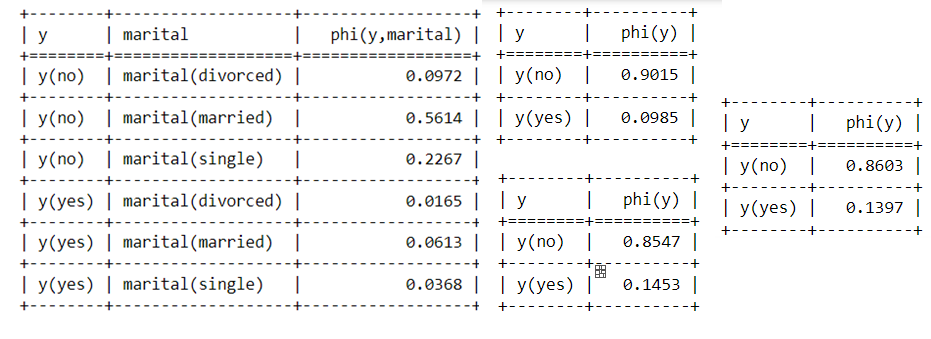 +--------+-------------------+------------------+
| y | marital | phi(y,marital) |
+========+===================+==================+
| y(no) | marital(divorced) | 0.0972 |
+--------+-------------------+------------------+
| y(no) | marital(married) | 0.5614 |
+--------+-------------------+------------------+
| y(no) | marital(single) | 0.2267 |
+--------+-------------------+------------------+
| y(yes) | marital(divorced) | 0.0165 |
+--------+-------------------+------------------+
| y(yes) | marital(married) | 0.0613 |
+--------+-------------------+------------------+
| y(yes) | marital(single) | 0.0368 |
+--------+-------------------+------------------+
+--------+----------+
| y | phi(y) |
+========+==========+
| y(no) | 0.9015 |
+--------+----------+
| y(yes) | 0.0985 |
+--------+----------+
+--------+----------+
| y | phi(y) |
+========+==========+
| y(no) | 0.8547 |
+--------+----------+
| y(yes) | 0.1453 |
+--------+----------+
+--------+----------+
| y | phi(y) |
+========+==========+
| y(no) | 0.8603 |
+--------+----------+
| y(yes) | 0.1397 |
+--------+----------+